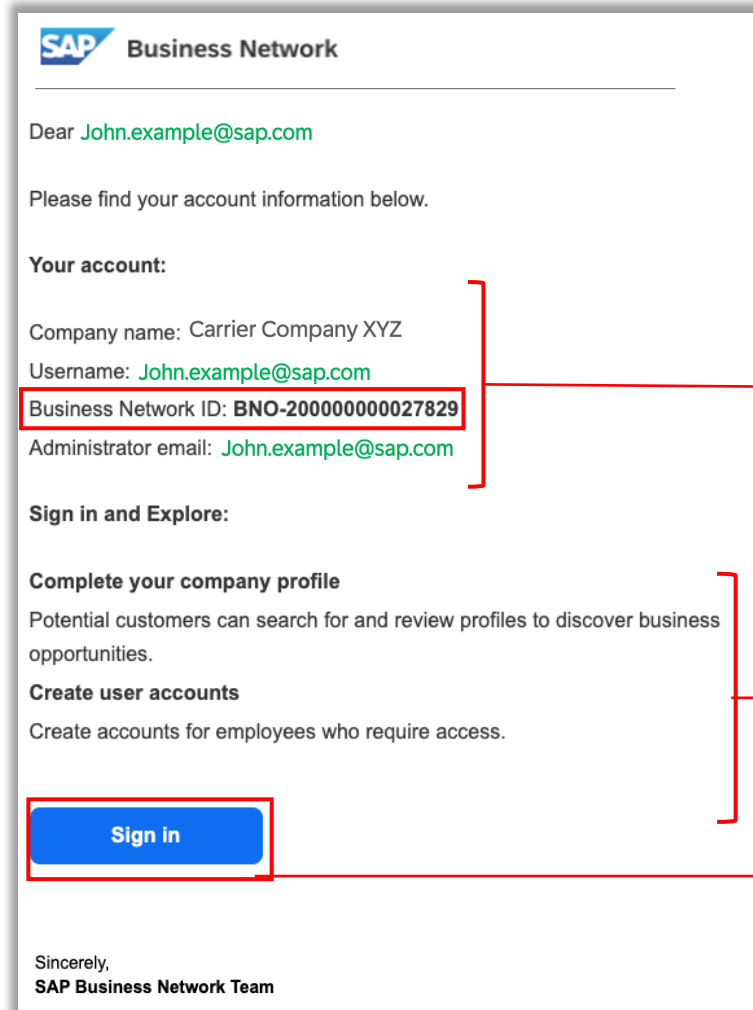 SAP Business Network
Dear John.example@sap.com
Please find your account information below.
Your account:
Company name: Carrier Company XYZ
Username: John.example@sap.com
Business Network ID: BNO-200000000027829
Administrator email: John.example@sap.com
Sign in and Explore:
Complete your company profile
Potential customers can search for and review profiles to discover business
opportunities.
Create user accounts
Create accounts for employees who require access.
Sign in
Sincerely,
SAP Business Network Team